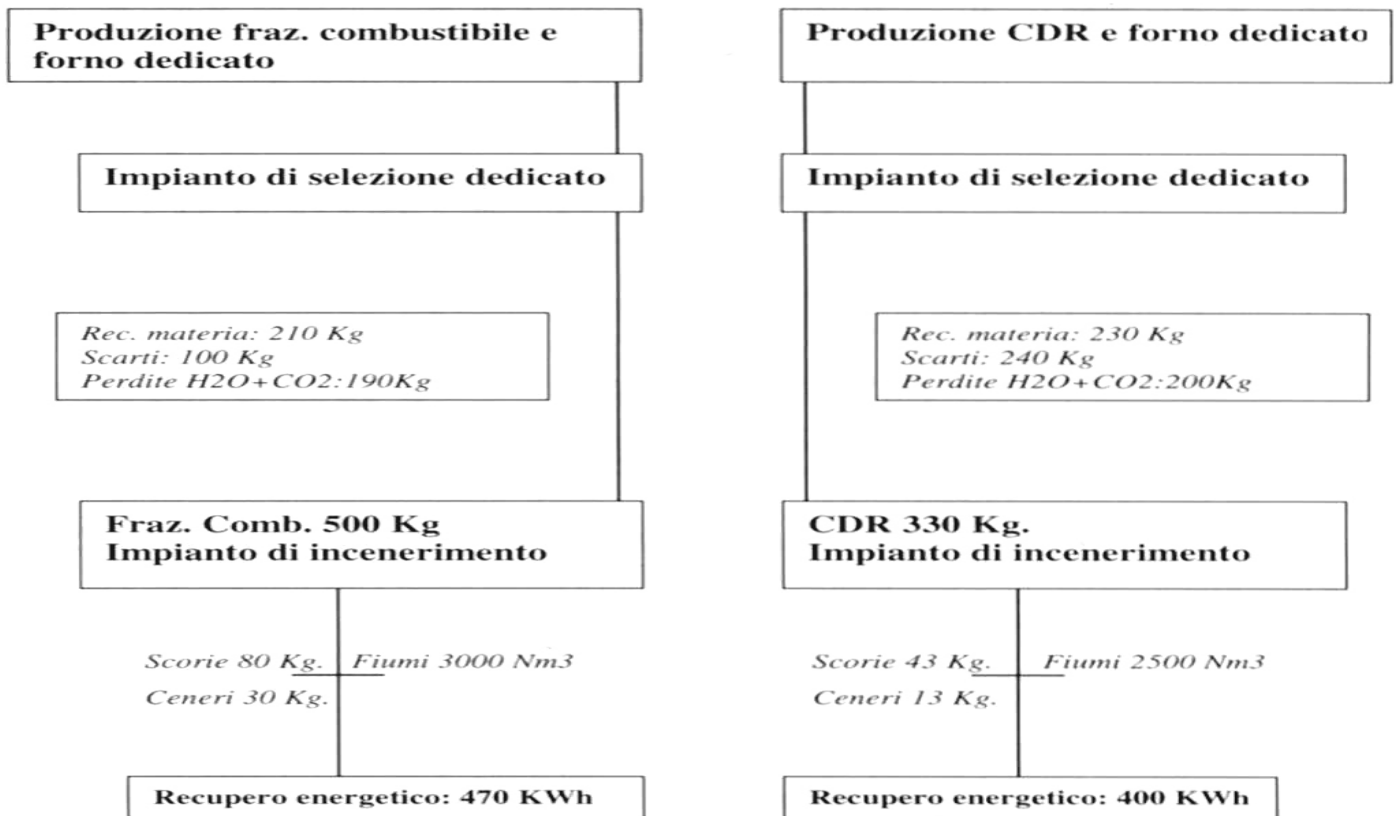 Produzione fraz. combustibile e
forno dedicato
Impianto di selezione dedicato
Rec. materia: 210 Kg
Scarti: 100 Kg
Perdite H2O+CO2:190Kg
Fraz. Comb. 500 Kg
Impianto di incenerimento
Scorie 80 Kg.
Fiumi 3000 Nm3
Ceneri 30 Kg.
Recupero energetico: 470 KWh
Produzione CDR e forno dedicato
Impianto di selezione dedicato
Rec. materia: 230 Kg
Scarti: 240 Kg
Perdite H2O+CO2:200Kg
CDR 330 Kg.
Impianto di incenerimento
Scorie 43 Kg.
Fiumi 2500 Nm3
Ceneri 13 Kg.
Recupero energetico: 400 KWh